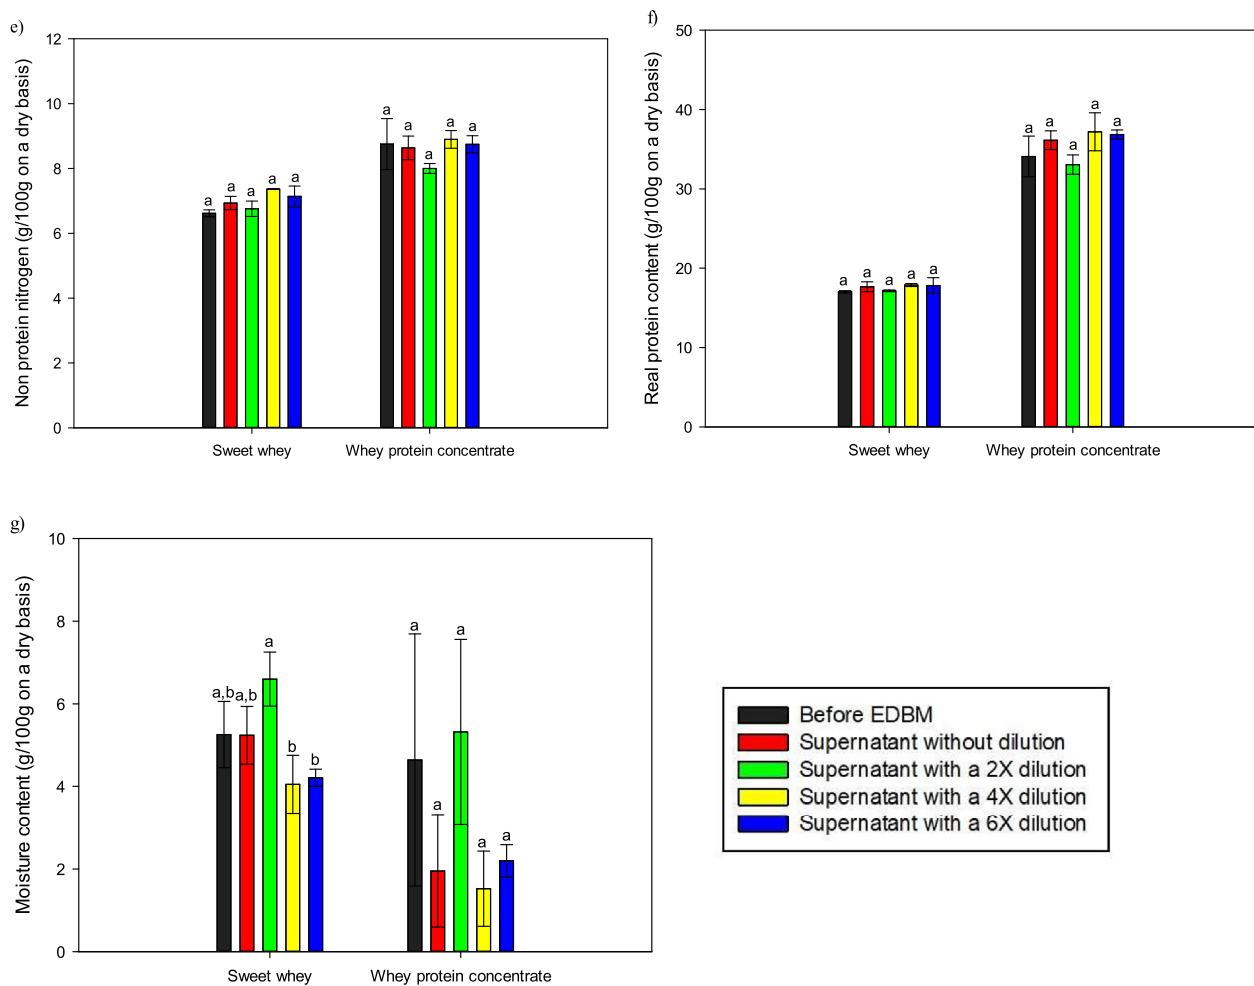 e)
Non protein nitrogen (g/100g on a dry basis)
12
10
8
6
4
2
0
a a a a a
a a a a a
Sweet whey Whey protein concentrate
f)
Real protein content (g/100g on a dry basis)
50
40
30
20
10
0
a a a a a
a a a a a
Sweet whey Whey protein concentrate
g)
Moisture content (g/100g on a dry basis)
10
8
6
4
2
0
a,b a,b a b b
a a a a a
Sweet whey Whey protein concentrate
Before EDBM
Supernatant without dilution
Supernatant with a 2X dilution
Supernatant with a 4X dilution
Supernatant with a 6X dilution